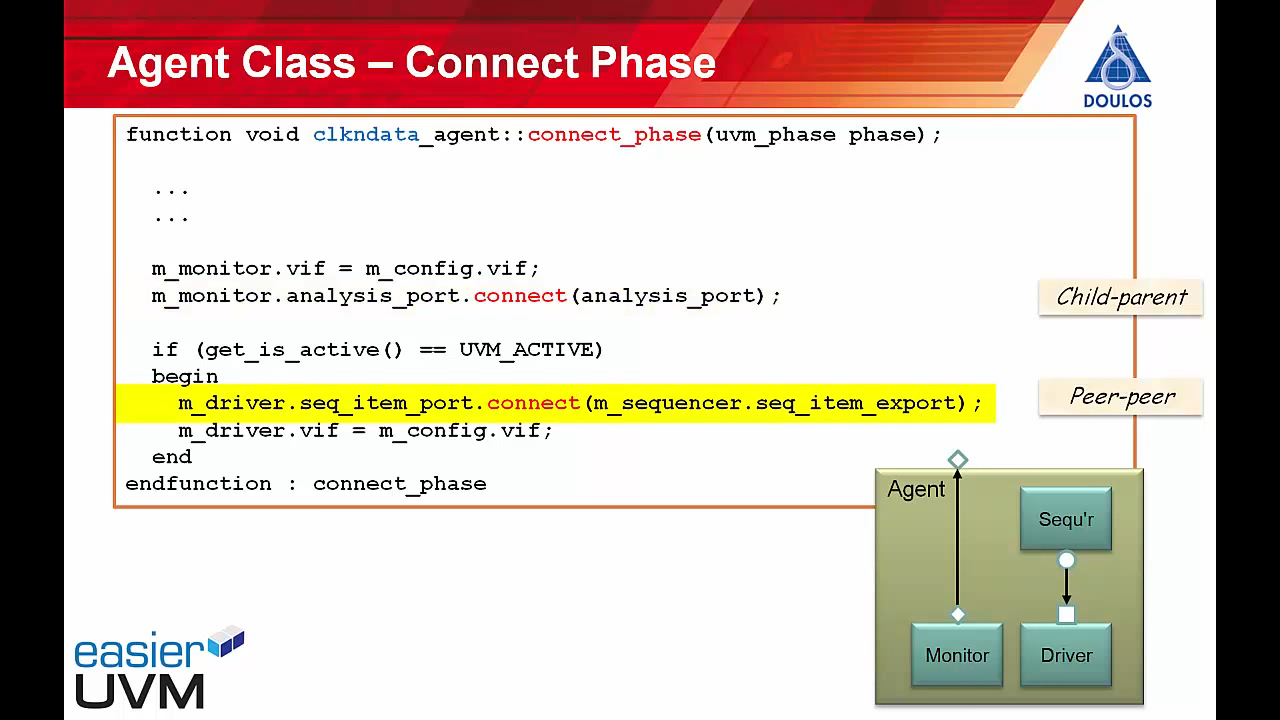 Agent Class – Connect Phase
DOULOS
function void clkndata_agent::connect_phase(uvm_phase phase);
...
...
m_monitor.vif = m_config.vif;
m_monitor.analysis_port.connect(analysis_port);
Child-parent
if (get_is_active() == UVM_ACTIVE)
begin
m_driver.seq_item_port.connect(m_sequencer.seq_item_export);
Peer-peer
m_driver.vif = m_config.vif;
end
endfunction : connect_phase
Agent
Sequ'r
Monitor
Driver
easier
UVM